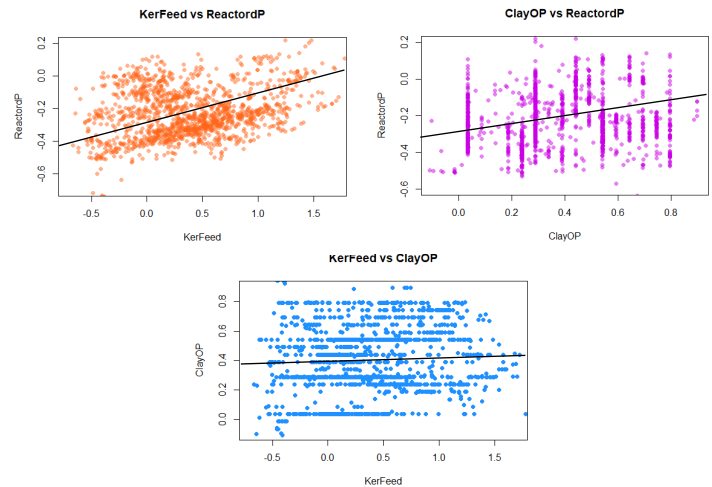 KerFeed vs ReactordP
ReactordP
0.2
0.0
-0.2
-0.4
-0.6
-0.5 0.0 0.5 1.0 1.5
KerFeed
ClayOP vs ReactordP
ReactordP
0.2
0.0
-0.2
-0.4
-0.6
0.0 0.2 0.4 0.6 0.8
ClayOP
KerFeed vs ClayOP
ClayOP
0.8
0.6
0.4
0.2
0.0
-0.5 0.0 0.5 1.0 1.5
KerFeed